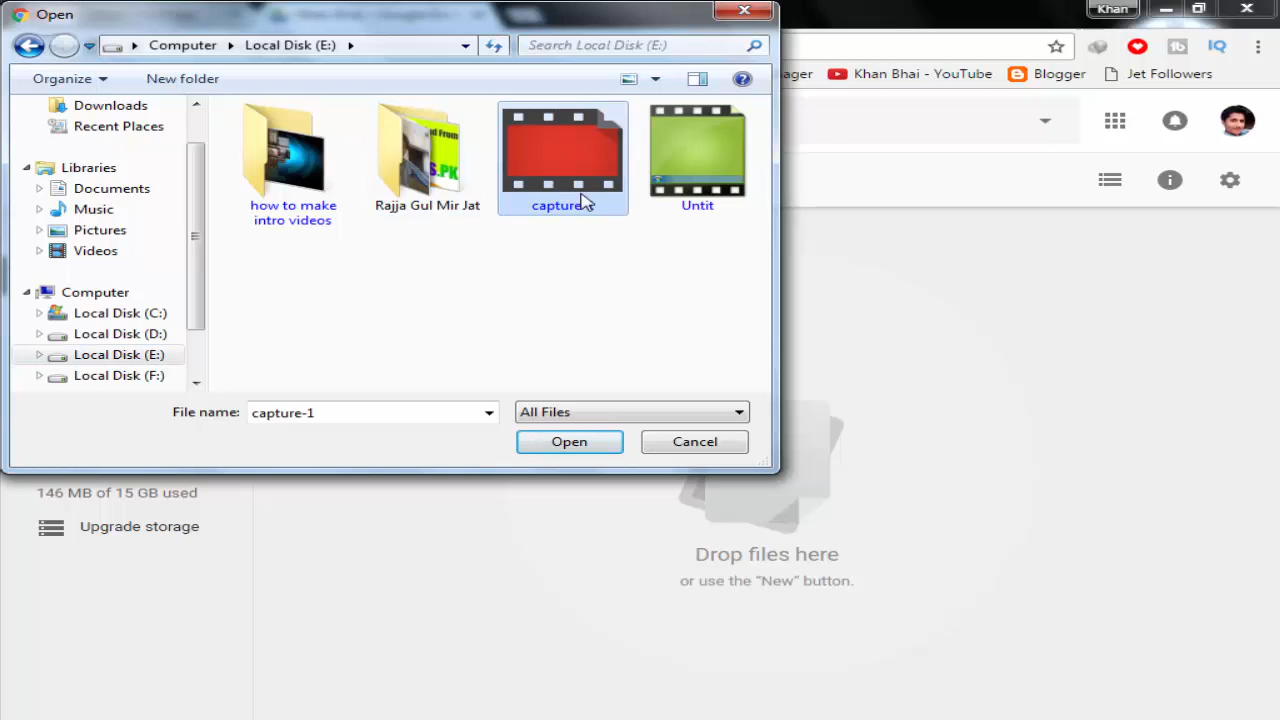 Open
Khan
Computer
Local Disk (E:)
Search Local Disk (E:)
Organize
New folder
Khan Bhai - YouTube
Blogger
Jet Followers
Downloads
Recent Places
Libraries
Documents
Music
Pictures
Videos
Computer
Local Disk (C:)
Local Disk (D:)
Local Disk (E:)
Local Disk (F:)
how to make
intro videos
Rajja Gul Mir Jat
Untit
File name:
capture-1
All Files
Open
Cancel
146 MB of 15 GB used
Upgrade storage
Drop files here
or use the “New” button.